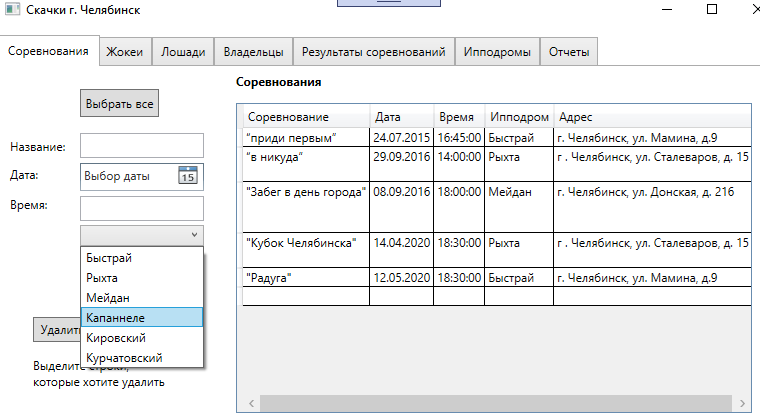 Скачки г. Челябинск
Соревнования Жокеи Лошади Владельцы Результаты соревнований Ипподромы Отчеты
Выбрать все
Название:
Дата: Выбор даты 15
Время:
Быстрай
Рыхта
Мейдан
Капаннеле
Кировский
Курчатовский
Удалить
Выделите строки,
которые хотите удалить
Соревнования
Соревнование Дата Время Ипподром Адрес
"приди первым" 24.07.2015 16:45:00 Быстрай г. Челябинск, ул. Мамина, д.9
"в никуда" 29.09.2016 14:00:00 Рыхта г . Челябинск, ул. Сталеваров, д. 15
"Забег в день города" 08.09.2016 18:00:00 Мейдан г. Челябинск, ул. Донская, д. 216
"Кубок Челябинска" 14.04.2020 18:30:00 Рыхта г . Челябинск, ул. Сталеваров, д. 15
"Радуга" 12.05.2020 18:30:00 Быстрай г. Челябинск, ул. Мамина, д.9